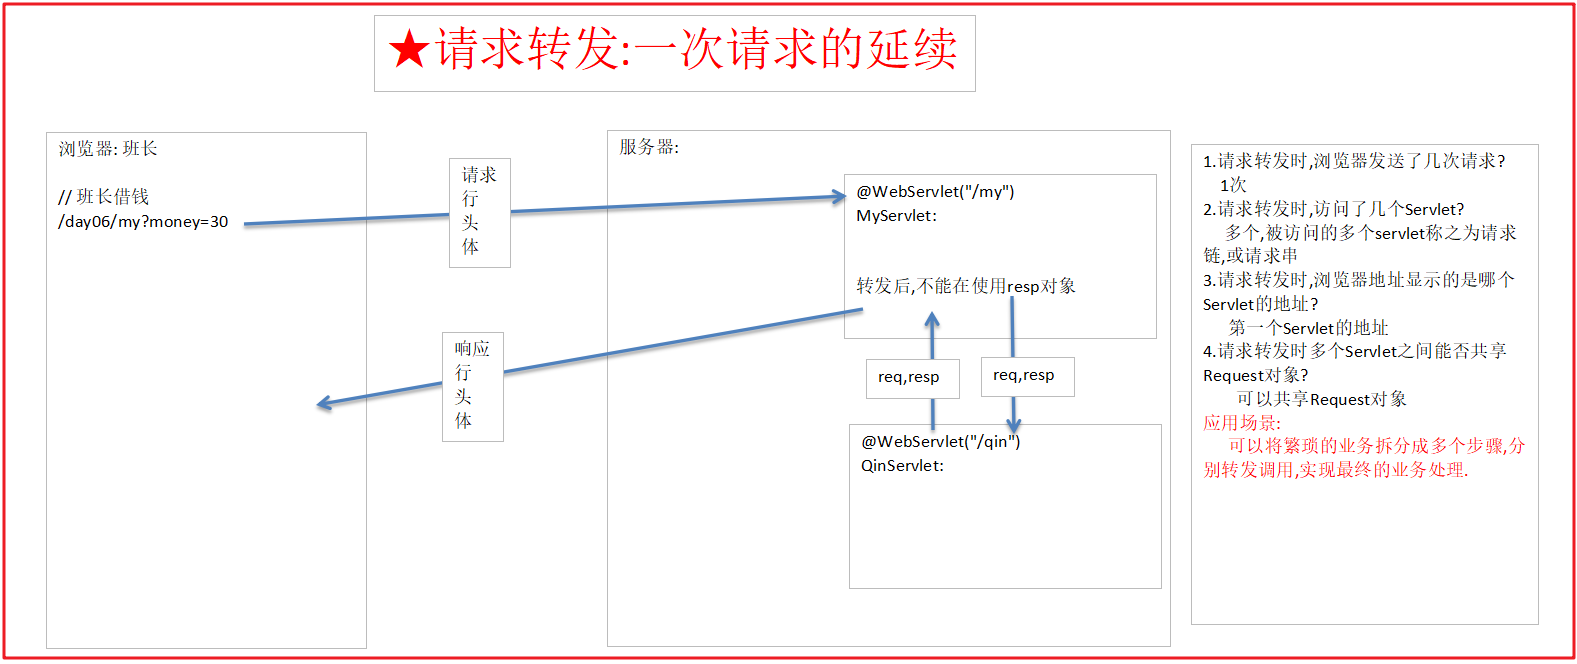 ★请求转发:一次请求的延续
浏览器: 班长
// 班长借钱
/day06/my?money=30
请求
行
头
体
响应
行
头
体
服务器:
@WebServlet("/my")
MyServlet:
转发后,不能在使用resp对象
req,resp
req,resp
@WebServlet("/qin")
QinServlet:
1.请求转发时,浏览器发送了几次请求?
1次
2.请求转发时,访问了几个Servlet?
多个,被访问的多个servlet称之为请求
链,或请求串
3.请求转发时,浏览器地址显示的是哪个
Servlet的地址?
第一个Servlet的地址
4.请求转发时多个Servlet之间能否共享
Request对象?
可以共享Request对象
应用场景:
可以将繁琐的业务拆分成多个步骤,分
别转发调用,实现最终的业务处理.